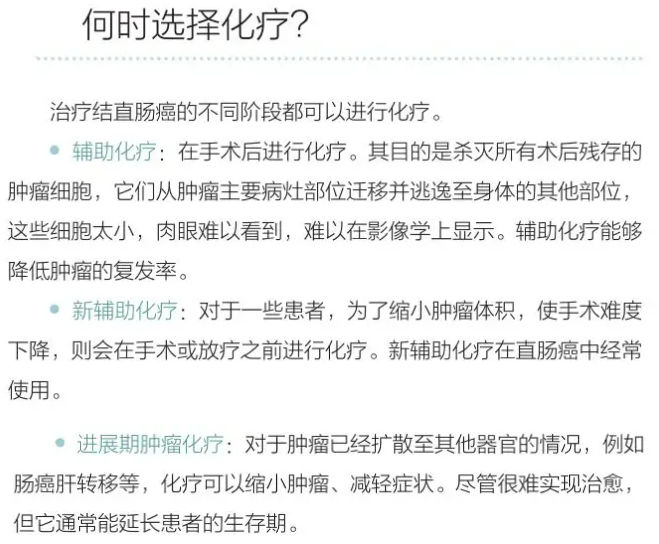 何时选择化疗?
治疗结直肠癌的不同阶段都可以进行化疗。
• 辅助化疗：在手术后进行化疗。其目的是杀灭所有术后残存的
肿瘤细胞，它们从肿瘤主要病灶部位迁移并逃逸至身体的其他部位，
这些细胞太小，肉眼难以看到，难以在影像学上显示。辅助化疗能够
降低肿瘤的复发率。
• 新辅助化疗：对于一些患者，为了缩小肿瘤体积，使手术难度
下降，则会在手术或放疗之前进行化疗。新辅助化疗在直肠癌中经常
使用。
• 进展期肿瘤化疗：对于肿瘤已经扩散至其他器官的情况，例如
肠癌肝转移等，化疗可以缩小肿瘤、减轻症状。尽管很难实现治愈，
但它通常能延长患者的生存期。